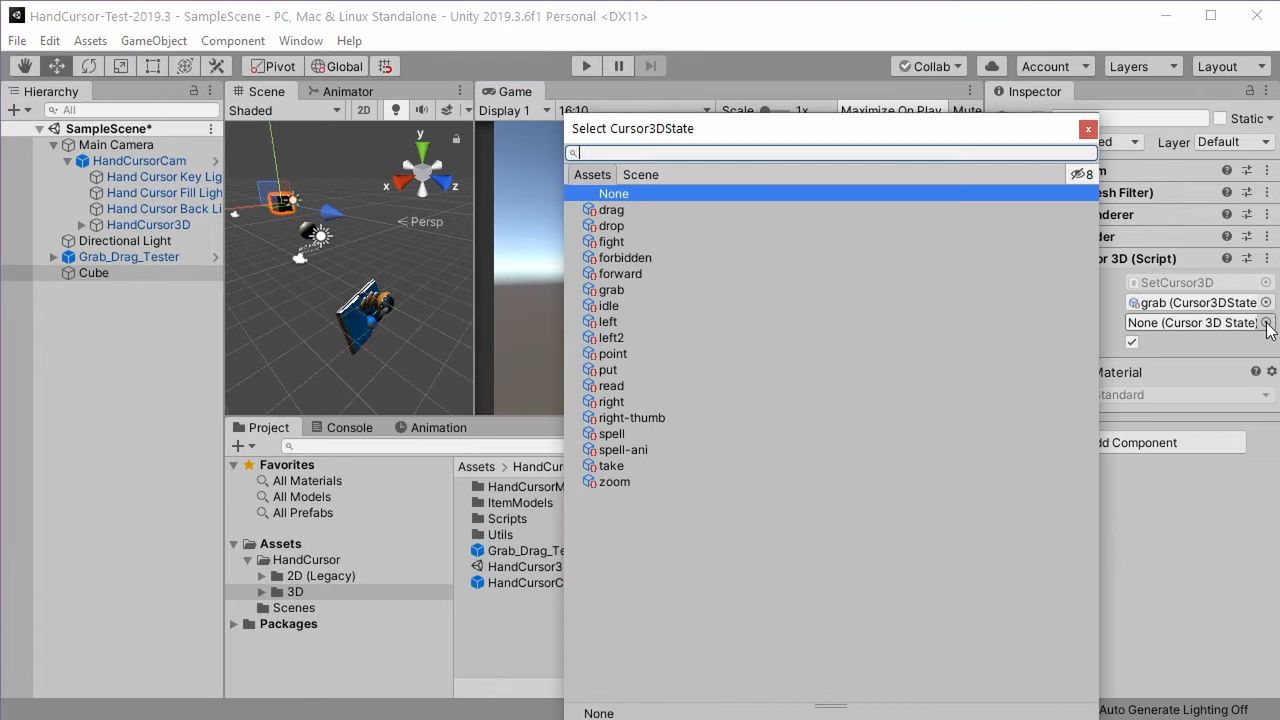 HandCursor-Test-2019.3 - SampleScene - PC, Mac & Linux Standalone - Unity 2019.3.6f1 Personal <DX11>
File Edit Assets GameObject Component Window Help
Pivot Global Collab Account Layers Layout
Hierarchy Scene Animator Game Inspector
All Shaded 2D Display 1 16:10 Scale 1x Maximize On Play Mute Static
Select Cursor3DState
SampleScene*
Main Camera
HandCursorCam
Hand Cursor Key Lig
Hand Cursor Fill Ligh
Hand Cursor Back Li
HandCursor3D
Directional Light
Grab_Drag_Tester
Cube
y
x z
Persp
Layer Default
Assets Scene 8
None
drag
drop
fight
forbidden
forward
grab
idle
left
left2
point
put
read
right
right-thumb
spell
spell-ani
take
zoom
None
Mesh Filter)
or 3D (Script)
SetCursor3D
grab (Cursor3DState
None (Cursor 3D State)
Material
Standard
dd Component
Project Console Animation
Favorites
All Materials
All Models
All Prefabs
Assets
HandCursor
2D (Legacy)
3D
Scenes
Packages
Assets > HandCur
HandCursorM
ItemModels
Scripts
Utils
Grab_Drag_Te
HandCursor3
HandCursorC
Auto Generate Lighting Off